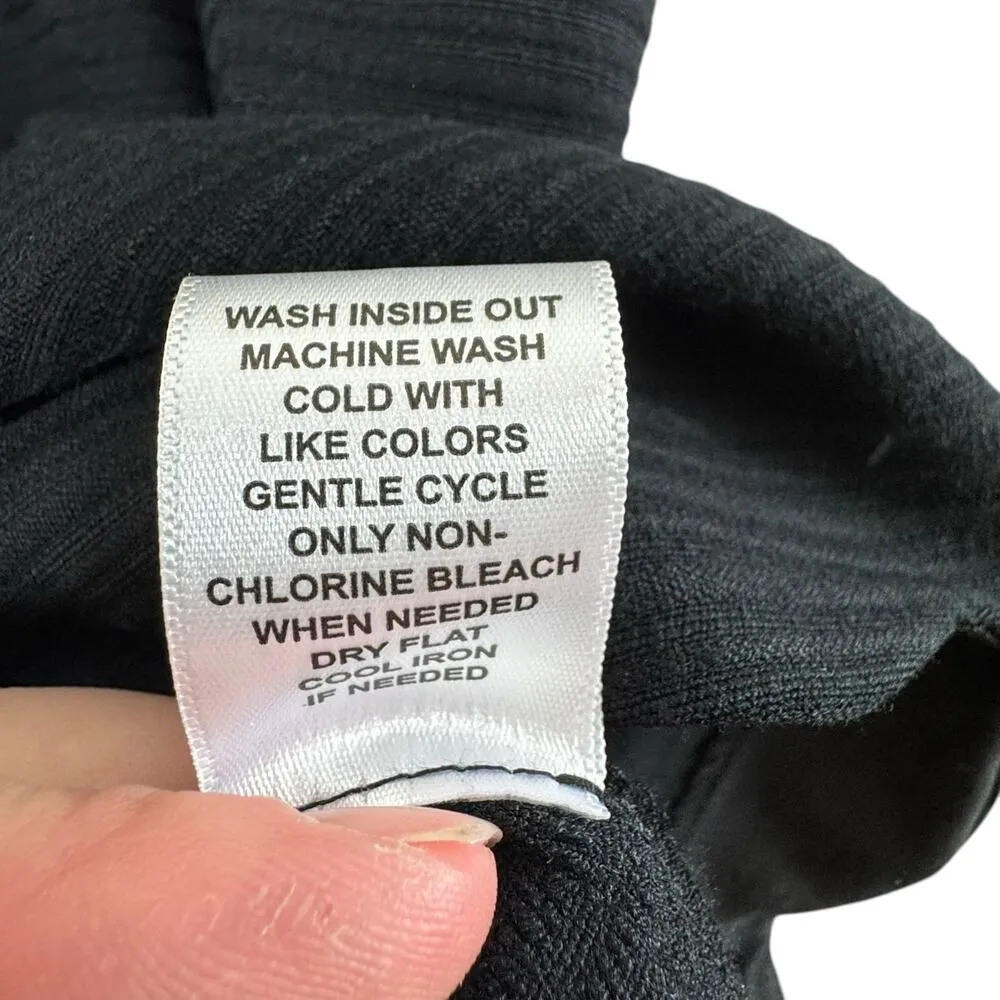 WASH INSIDE OUT
MACHINE WASH
COLD WITH
LIKE COLORS
GENTLE CYCLE
ONLY NON-
CHLORINE BLEACH
WHEN NEEDED
DRY FLAT
COOL IRON
IF NEEDED